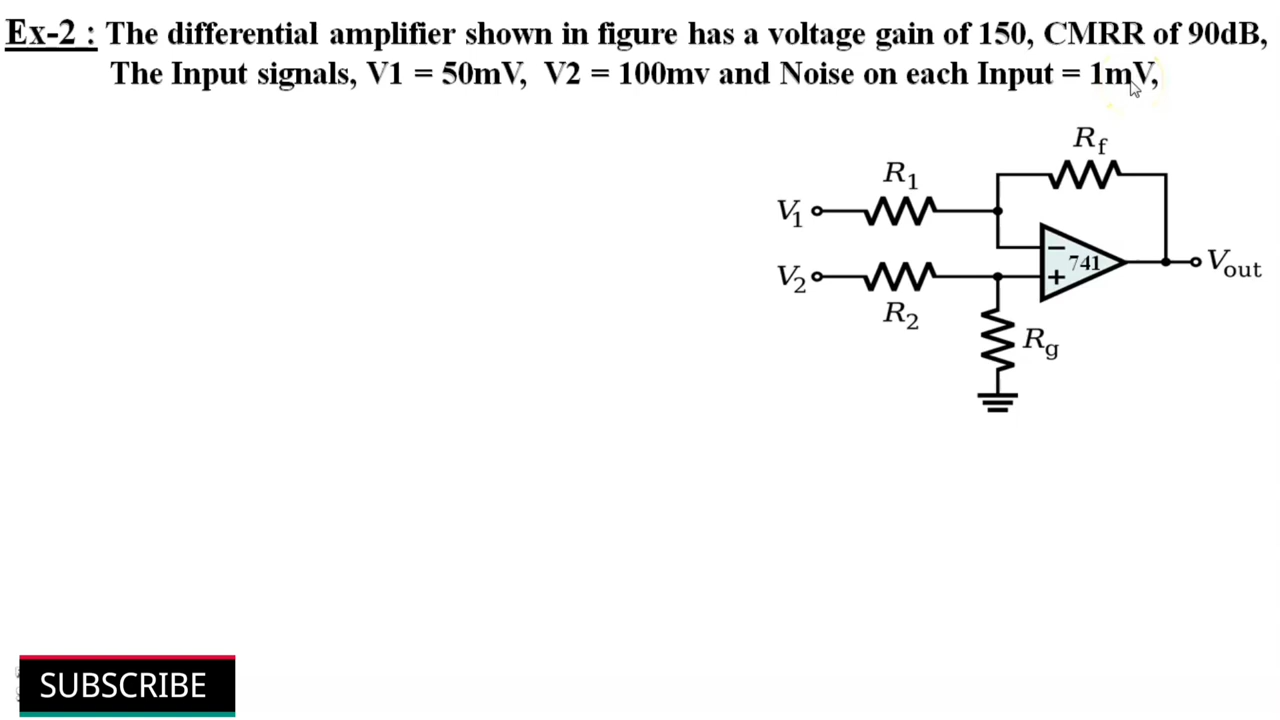 Ex-2 : The differential amplifier shown in figure has a voltage gain of 150, CMRR of 90dB,
The Input signals, V1 = 50mV, V2 = 100mv and Noise on each Input = 1mV,
Rf
R1
V1
741
Vout
V2
R2
Rg
SUBSCRIBE